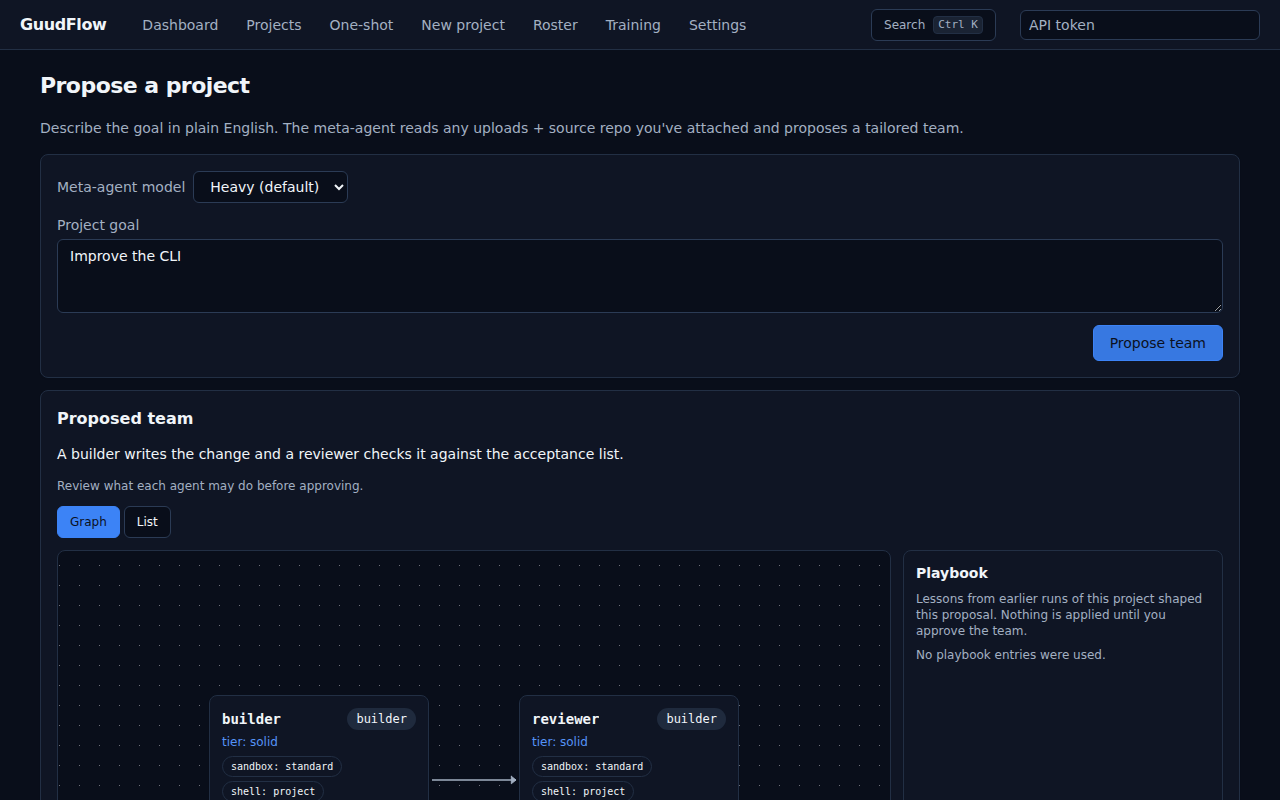 GuudFlow Dashboard Projects One-shot New project Roster Training Settings Search Ctrl K API token
Propose a project
Describe the goal in plain English. The meta-agent reads any uploads + source repo you've attached and proposes a tailored team.
Meta-agent model Heavy (default)
Project goal
Improve the CLI
Propose team
Proposed team
A builder writes the change and a reviewer checks it against the acceptance list.
Review what each agent may do before approving.
Graph List
Playbook
Lessons from earlier runs of this project shaped
this proposal. Nothing is applied until you
approve the team.
No playbook entries were used.
builder builder
tier: solid
sandbox: standard
shell: project
reviewer builder
tier: solid
sandbox: standard
shell: project